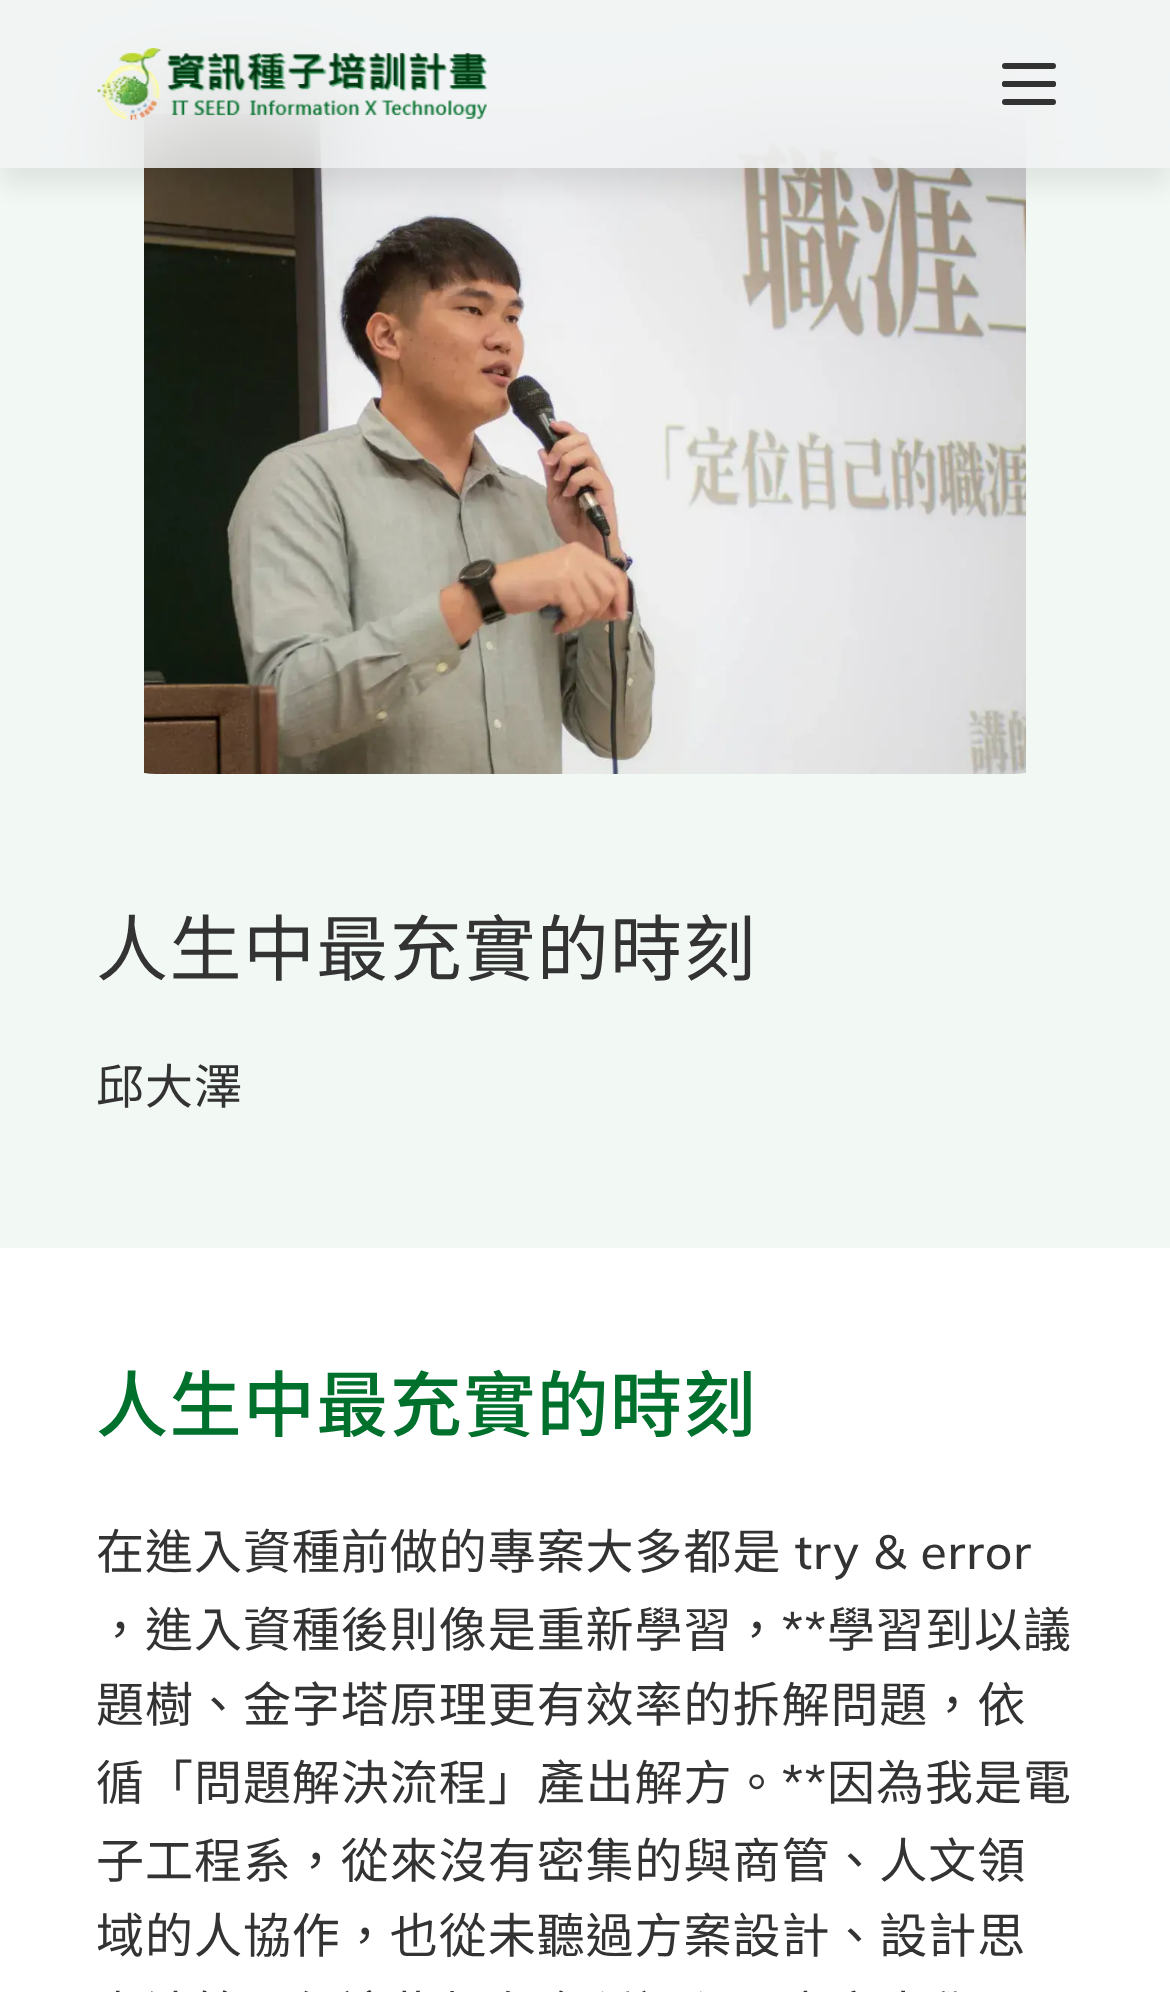 資訊種子培訓計畫
IT SEED Information X Technology
職涯
「定位自己的職涯
講師
人生中最充實的時刻
邱大澤
人生中最充實的時刻
在進入資種前做的專案大多都是 try & error
，進入資種後則像是重新學習，**學習到以議
題樹、金字塔原理更有效率的拆解問題，依
循「問題解決流程」產出解方。**因為我是電
子工程系，從來沒有密集的與商管、人文領
域的人協作，也從未聽過方案設計、設計思